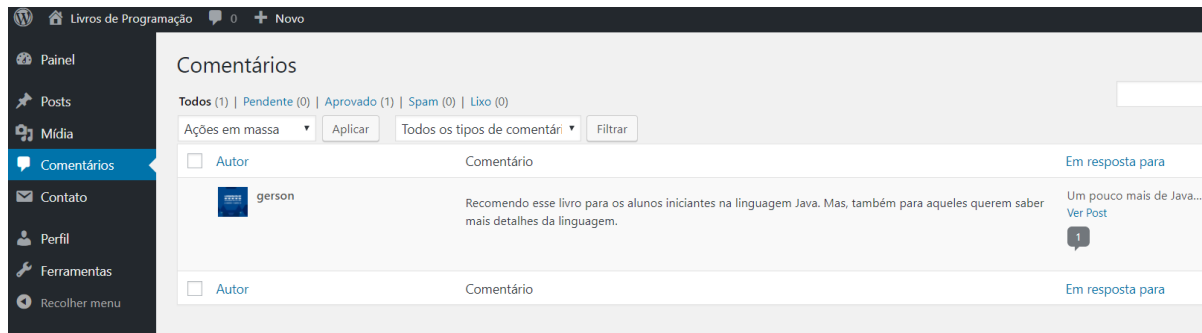 Livros de Programação 0 + Novo
Painel
Posts
Mídia
Comentários
Contato
Perfil
Ferramentas
Recolher menu
Comentários
Todos (1) | Pendente (0) | Aprovado (1) | Spam (0) | Lixo (0)
Ações em massa Aplicar Todos os tipos de comentári Filtrar
Autor Comentário Em resposta para
gerson
Recomendo esse livro para os alunos iniciantes na linguagem Java. Mas, também para aqueles querem saber
mais detalhes da linguagem.
Um pouco mais de Java...
Ver Post
1
Autor Comentário Em resposta para